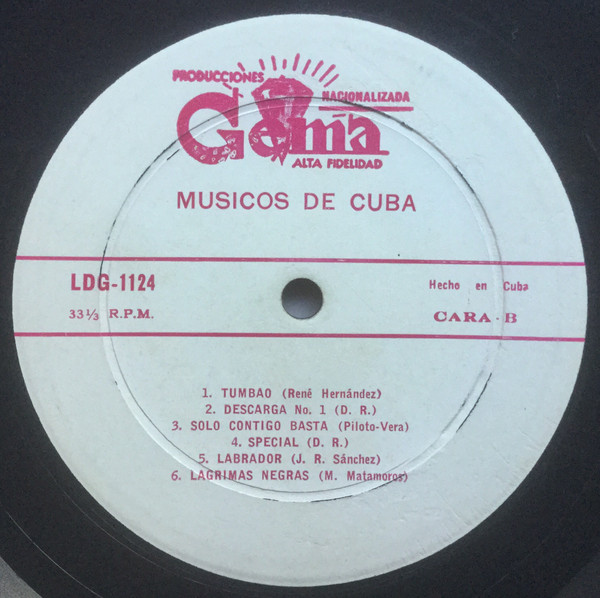 PRODUCCIONES
NACIONALIZADA
Gema
ALTA FIDELIDAD
MUSICOS DE CUBA
LDG-1124
33⅓ R.P.M.
Hecho en Cuba
CARA - B
1. TUMBAO (René Hernández)
2. DESCARGA No. 1 (D. R.)
3. SOLO CONTIGO BASTA (Piloto-Vera)
4. SPECIAL (D. R.)
5. LABRADOR (J. R. Sánchez)
6. LAGRIMAS NEGRAS (M. Matamoros)